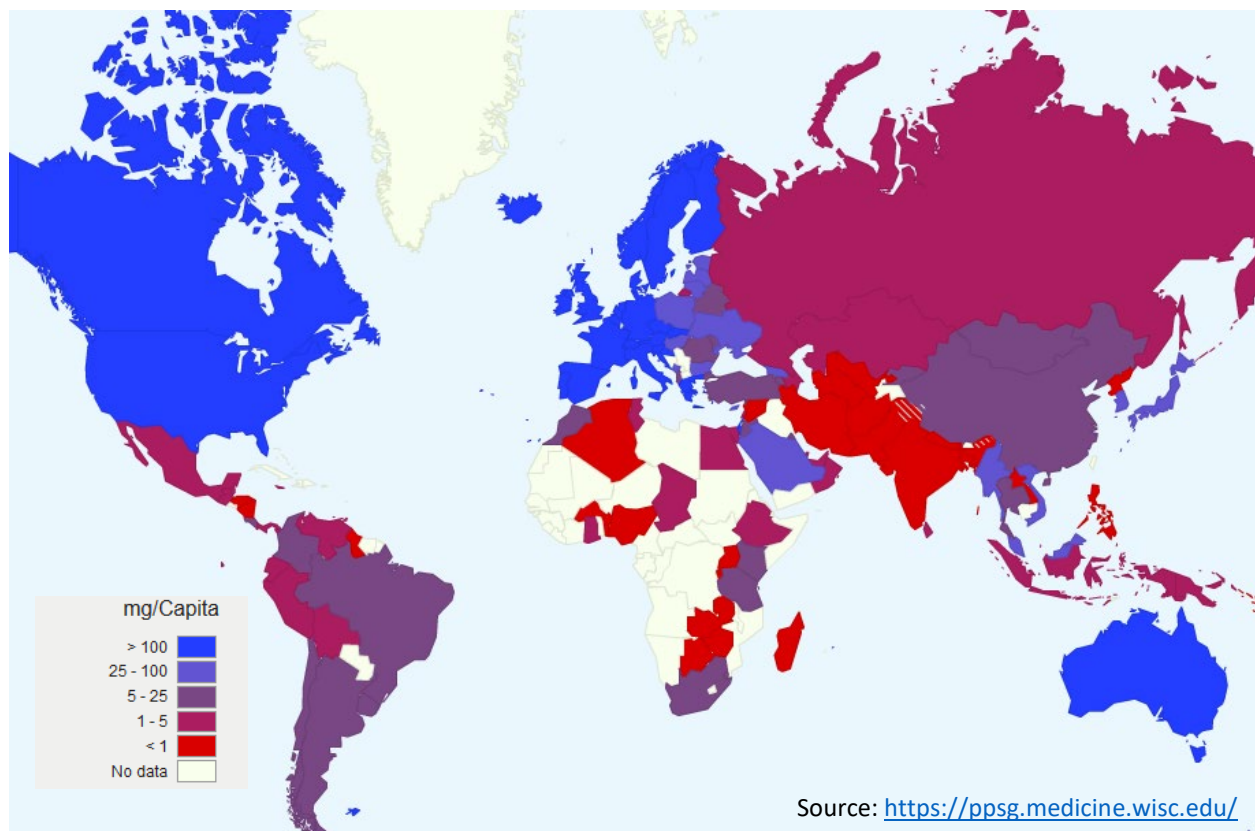 mg/Capita
> 100
25 - 100
5 - 25
1 - 5
< 1
No data
Source: https://ppsg.medicine.wisc.edu/